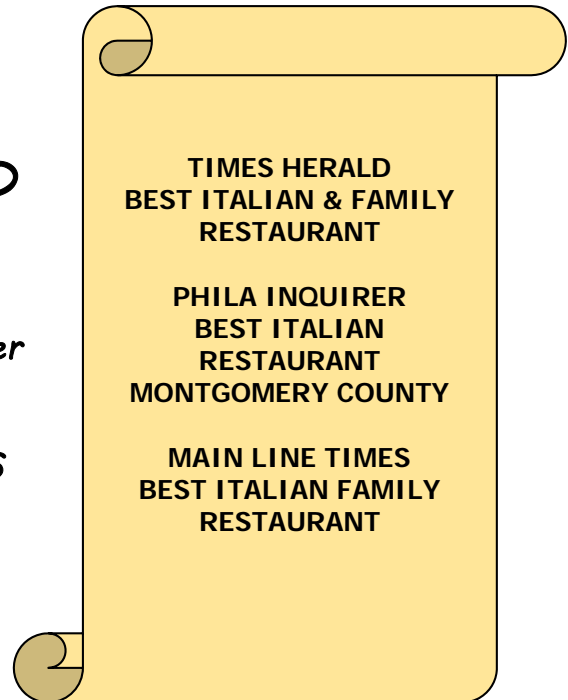 TIMES HERALD
BEST ITALIAN & FAMILY
RESTAURANT
PHILA INQUIRER
BEST ITALIAN
RESTAURANT
MONTGOMERY COUNTY
MAIN LINE TIMES
BEST ITALIAN FAMILY
RESTAURANT